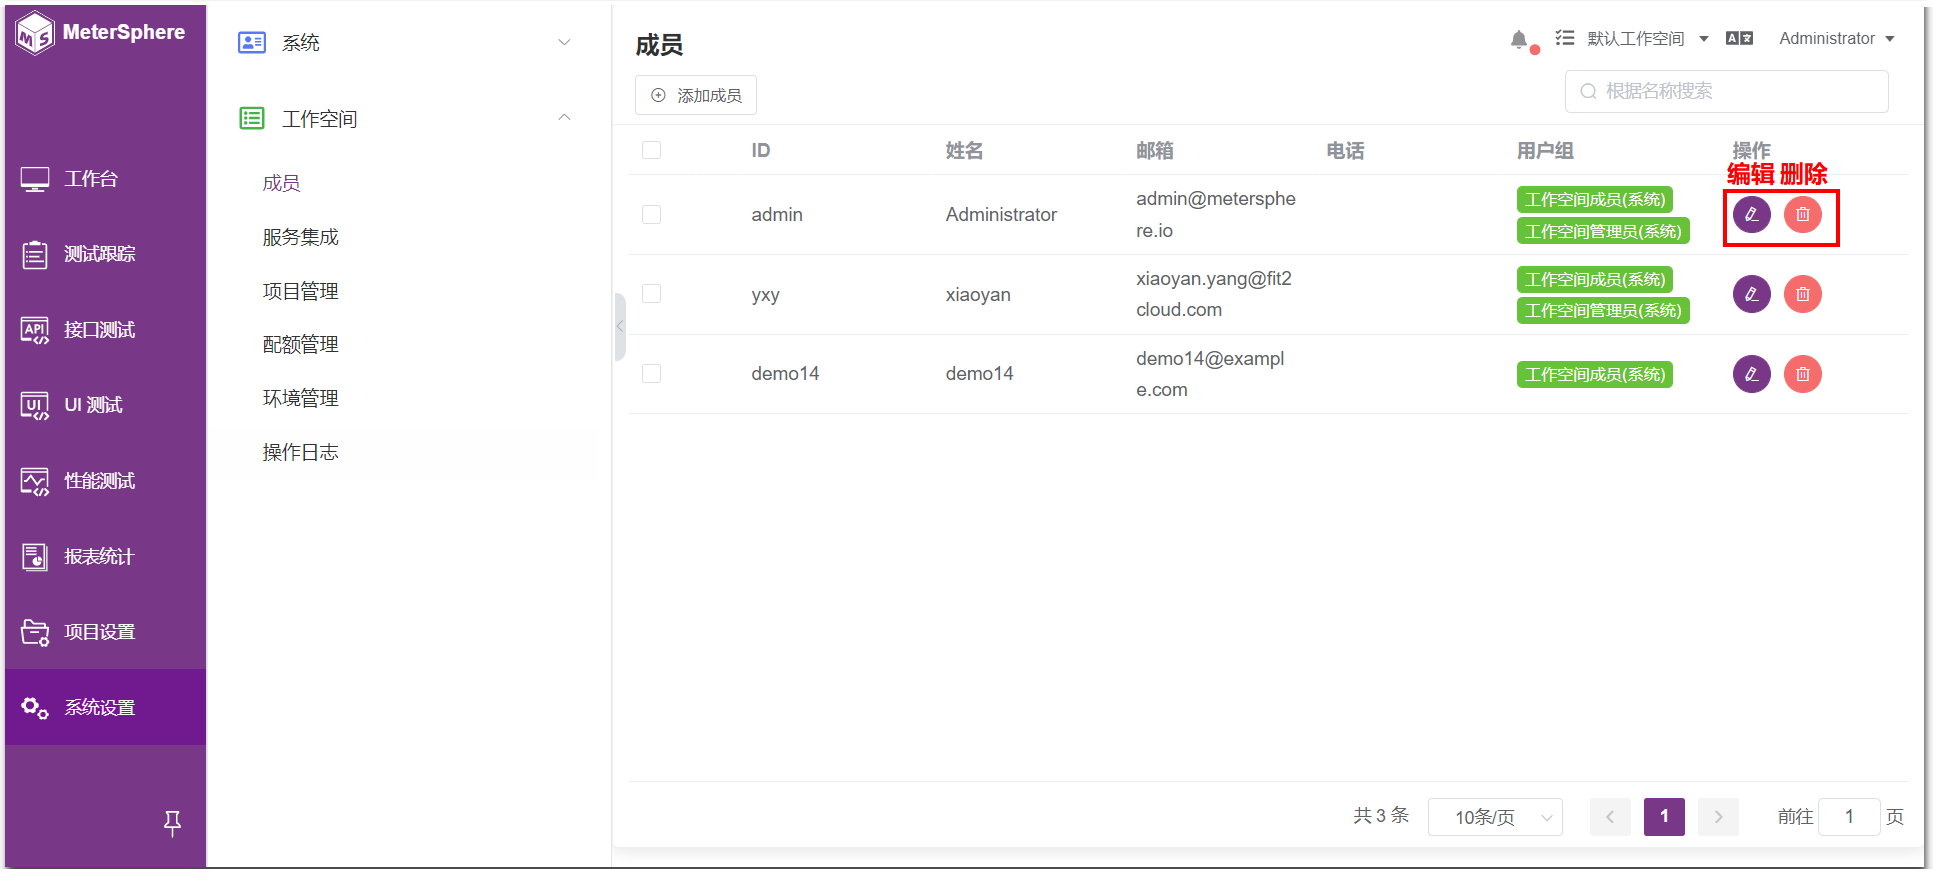 MeterSphere
工作台
测试跟踪
接口测试
UI 测试
性能测试
报表统计
项目设置
系统设置
系统
工作空间
成员
服务集成
项目管理
配额管理
环境管理
操作日志
成员
默认工作空间
Administrator
添加成员
根据名称搜索
ID 姓名 邮箱 电话 用户组 操作
编辑 删除
admin Administrator admin@metersphe
re.io
工作空间成员(系统)
工作空间管理员(系统)
yxy xiaoyan xiaoyan.yang@fit2
cloud.com
工作空间成员(系统)
工作空间管理员(系统)
demo14 demo14 demo14@exampl
e.com
工作空间成员(系统)
共 3 条 10条/页 1 前往 1 页